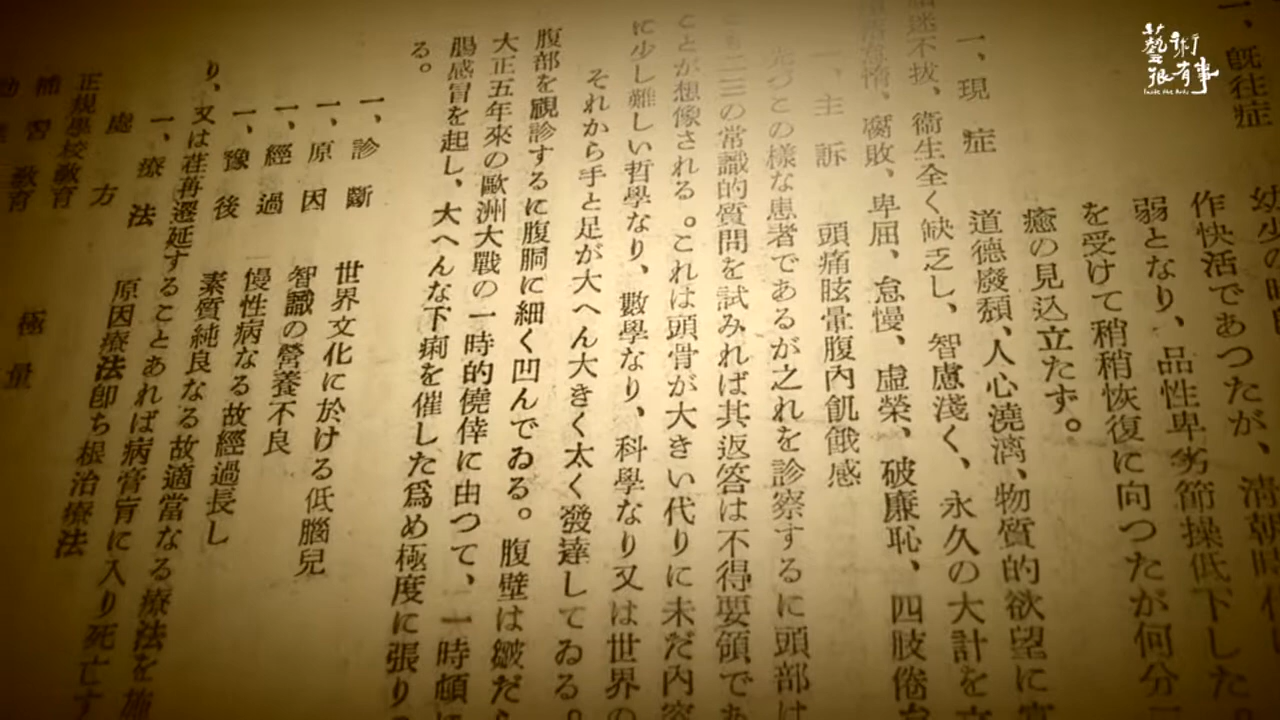 藝術很有事
Inside the Arts
一、既往症
幼少の時
作快活であつたが、淸朝時代
弱となり、品性卑劣節操低下した。
を受けて稍稍恢復に向つたが何分
癒の見込立たず。
一、現 症
道德廢頽、人心澆漓、物質的欲望に
迷不拔、衞生全く缺乏し、智慮淺く、永久の大計を
惰、腐敗、卑屈、怠慢、虛榮、破廉恥、四肢倦
一、主 訴
頭痛眩暈腹內飢餓感
先づこの樣な患者であるが之れを診察するに頭部は
二三の常識的質問を試みれば其返答は不得要領であ
ことが想像される。これは頭骨が大きい代りに未だ內容
に少し難しい哲學なり、數學なり、科學なり又は世界の
それから手と足が大へん大きく太く發達してゐる。
腹部を觀診するに腹胴に細く凹んでゐる。腹壁は皺だら
大正五年來の歐洲大戰の一時的僥倖に由つて、一時頓に
腸感冒を起し、大へんな下痢を催した爲め極度に張り
る。
一、診 斷 世界文化に於ける低腦兒
一、原 因 智識の營養不良
一、經 過 慢性病なる故經過長し
一、豫 後 素質純良なる故適當なる療法を施
り、又は荏苒遷延することあれば病膏肓に入り死亡す
一、療 法 原因療法卽ち根治療法
處 方
正規學校教育
補習教育 極量
教育